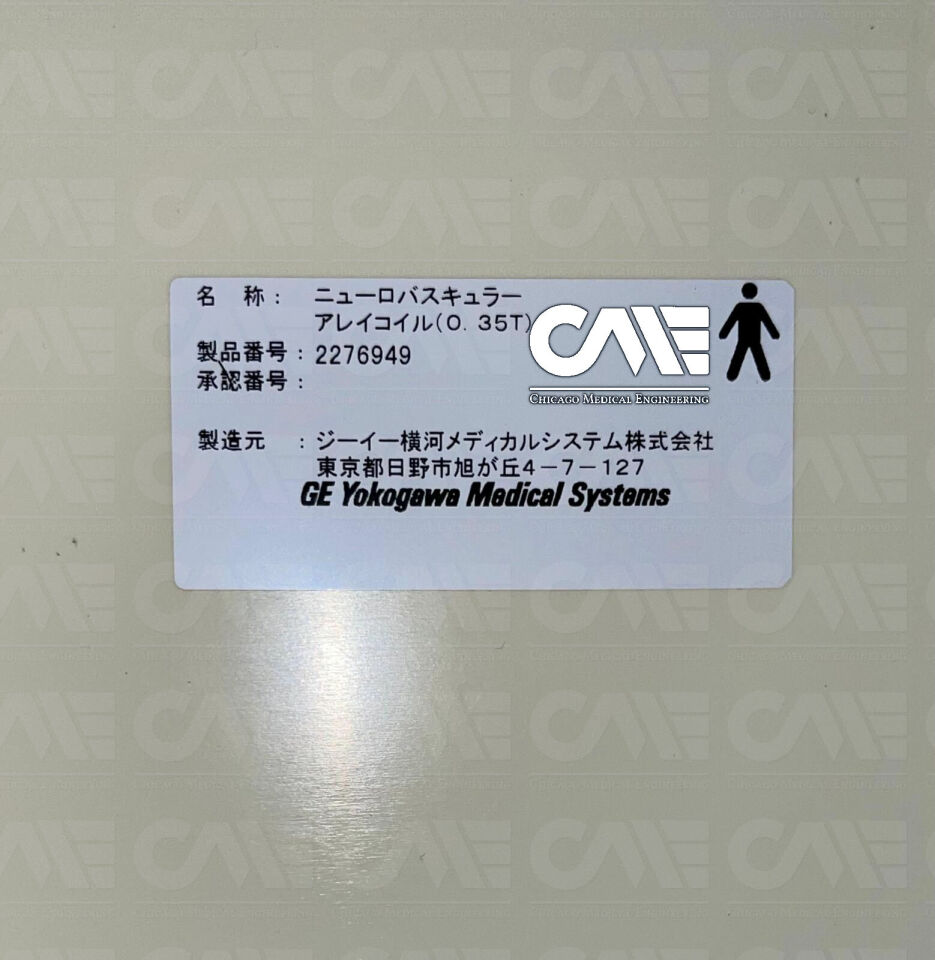 名 称： ニューロバスキュラー
アレイコイル(0. 35T)
製品番号： 2276949
承認番号：
CME
CHICAGO MEDICAL ENGINEERING
製造元 ： ジーイー横河メディカルシステム株式会社
東京都日野市旭が丘4－7－127
GE Yokogawa Medical Systems